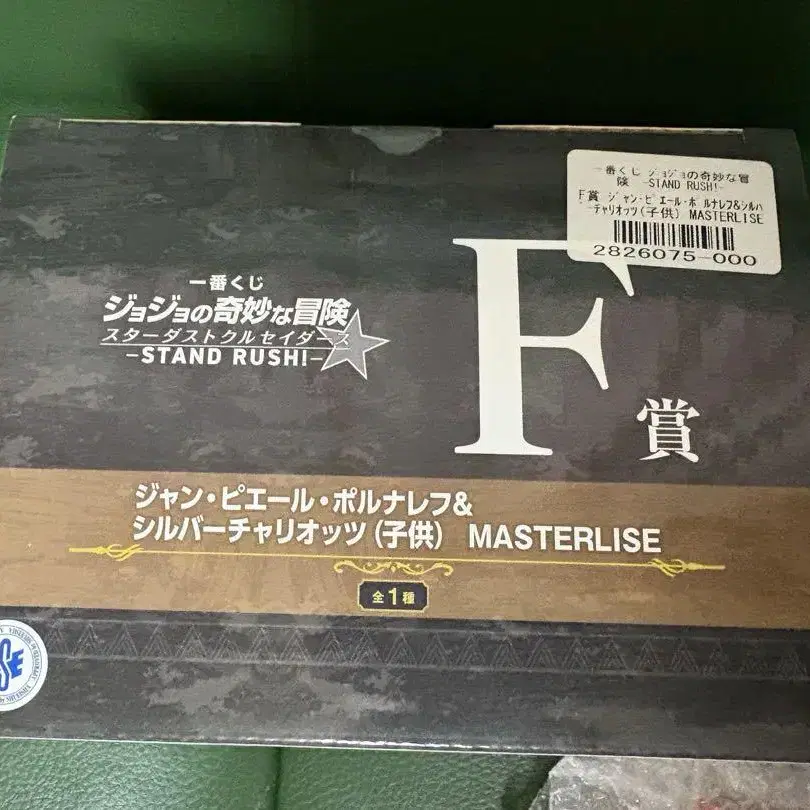 一番くじ ジョジョの奇妙な冒
険 -STAND RUSH!-
F賞 ジャン・ピエール・ポルナレフ&シルバ
ーチャリオッツ(子供) MASTERLISE
2826075-000
一番くじ
ジョジョの奇妙な冒険
スターダストクルセイダース
-STAND RUSH!-
F賞
ジャン・ピエール・ポルナレフ&
シルバーチャリオッツ(子供) MASTERLISE
全1種